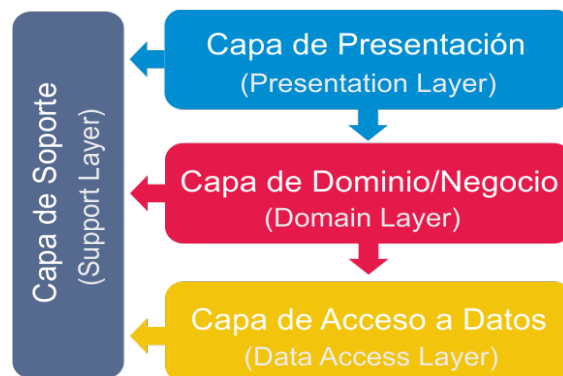 Capa de Soporte
(Support Layer)
Capa de Presentación
(Presentation Layer)
Capa de Dominio/Negocio
(Domain Layer)
Capa de Acceso a Datos
(Data Access Layer)